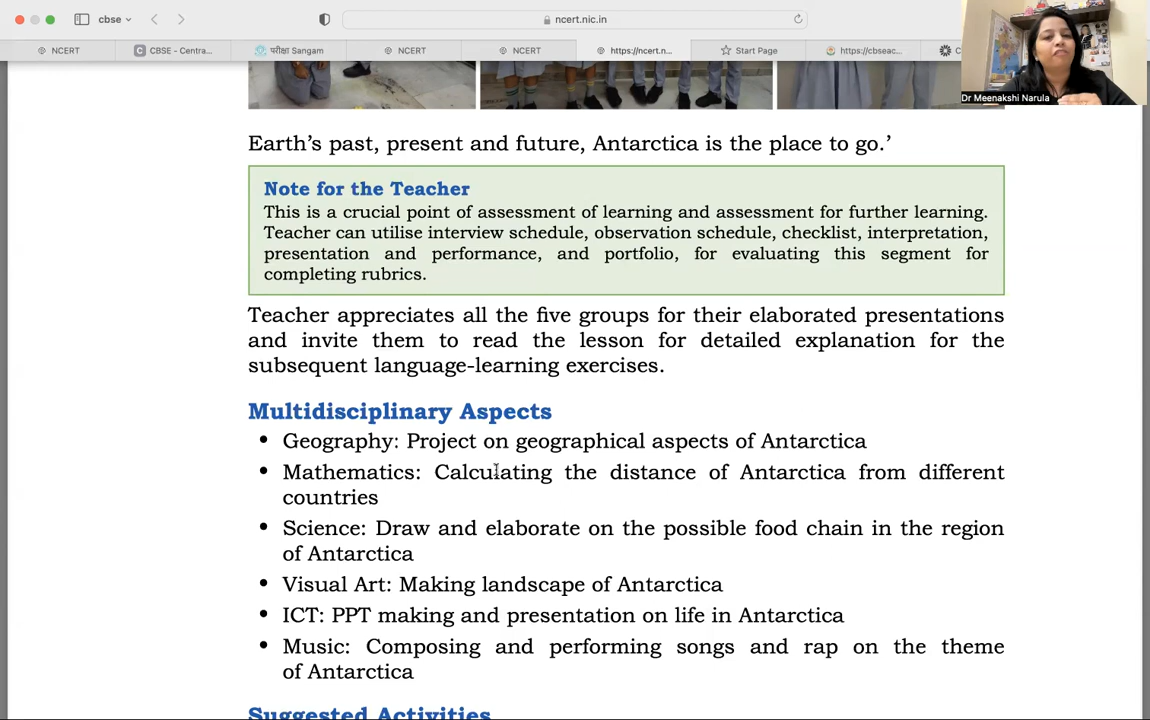 cbse
ncert.nic.in
NCERT
CBSE - Centra...
परीक्षा Sangam
NCERT
NCERT
https://ncert.n...
Start Page
https://cbseac...
C
Dr Meenakshi Narula
Earth's past, present and future, Antarctica is the place to go.'
Note for the Teacher
This is a crucial point of assessment of learning and assessment for further learning.
Teacher can utilise interview schedule, observation schedule, checklist, interpretation,
presentation and performance, and portfolio, for evaluating this segment for
completing rubrics.
Teacher appreciates all the five groups for their elaborated presentations
and invite them to read the lesson for detailed explanation for the
subsequent language-learning exercises.
Multidisciplinary Aspects
• Geography: Project on geographical aspects of Antarctica
• Mathematics: Calculating the distance of Antarctica from different
countries
• Science: Draw and elaborate on the possible food chain in the region
of Antarctica
• Visual Art: Making landscape of Antarctica
• ICT: PPT making and presentation on life in Antarctica
• Music: Composing and performing songs and rap on the theme
of Antarctica
Suggested Activities